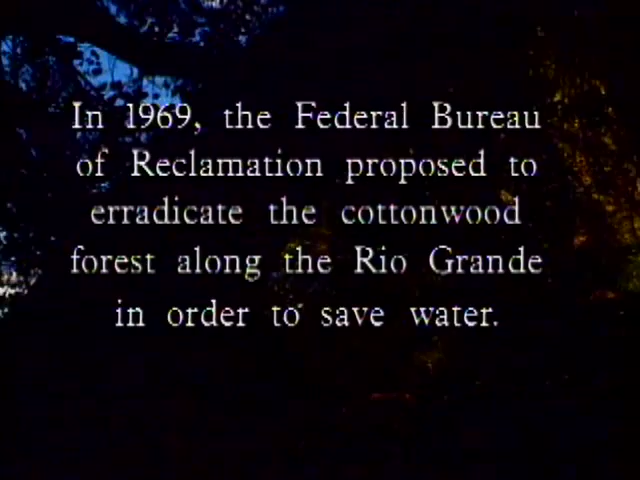 In 1969, the Federal Bureau
of Reclamation proposed to
erradicate the cottonwood
forest along the Rio Grande
in order to save water.